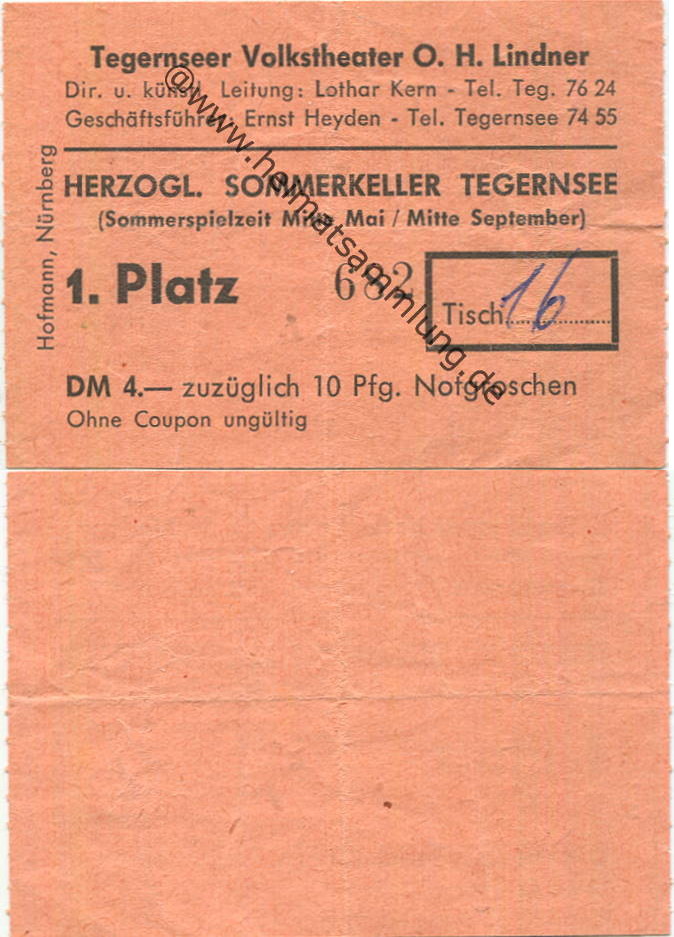 Tegernseer Volkstheater O. H. Lindner
Dir. u. künstl. Leitung: Lothar Kern - Tel. Teg. 76 24
Geschäftsführer: Ernst Heyden - Tel. Tegernsee 74 55
HERZOGL. SOMMERKELLER TEGERNSEE
(Sommerspielzeit Mitte Mai / Mitte September)
1. Platz 682 Tisch 16
DM 4.— zuzüglich 10 Pfg. Notgroschen
Ohne Coupon ungültig
Hofmann, Nürnberg
@www.heimatsammlung.de